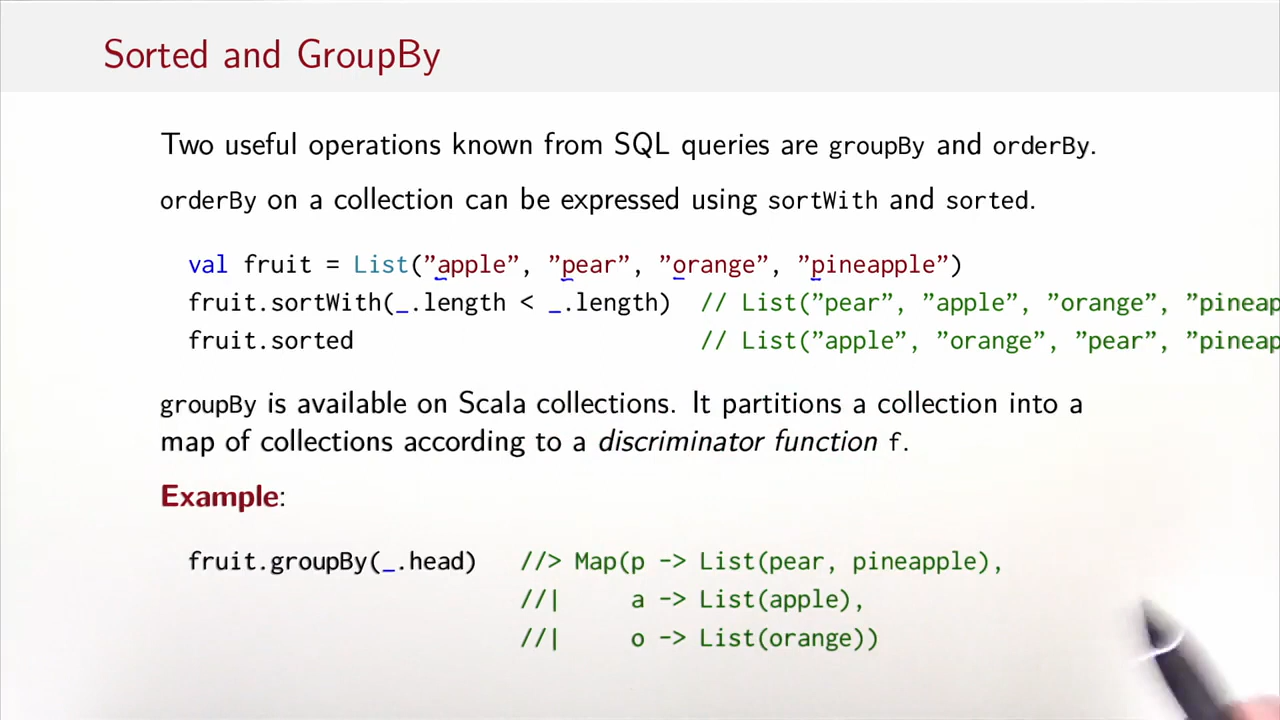 Sorted and GroupBy
Two useful operations known from SQL queries are groupBy and orderBy.
orderBy on a collection can be expressed using sortWith and sorted.
val fruit = List(”apple”, ”pear”, ”orange”, ”pineapple”)
fruit.sortWith(_.length < _.length) // List(”pear”, ”apple”, ”orange”, ”pineap
fruit.sorted // List(”apple”, ”orange”, ”pear”, ”pineap
groupBy is available on Scala collections. It partitions a collection into a
map of collections according to a discriminator function f.
Example:
fruit.groupBy(_.head) //> Map(p -> List(pear, pineapple),
//| a -> List(apple),
//| o -> List(orange))